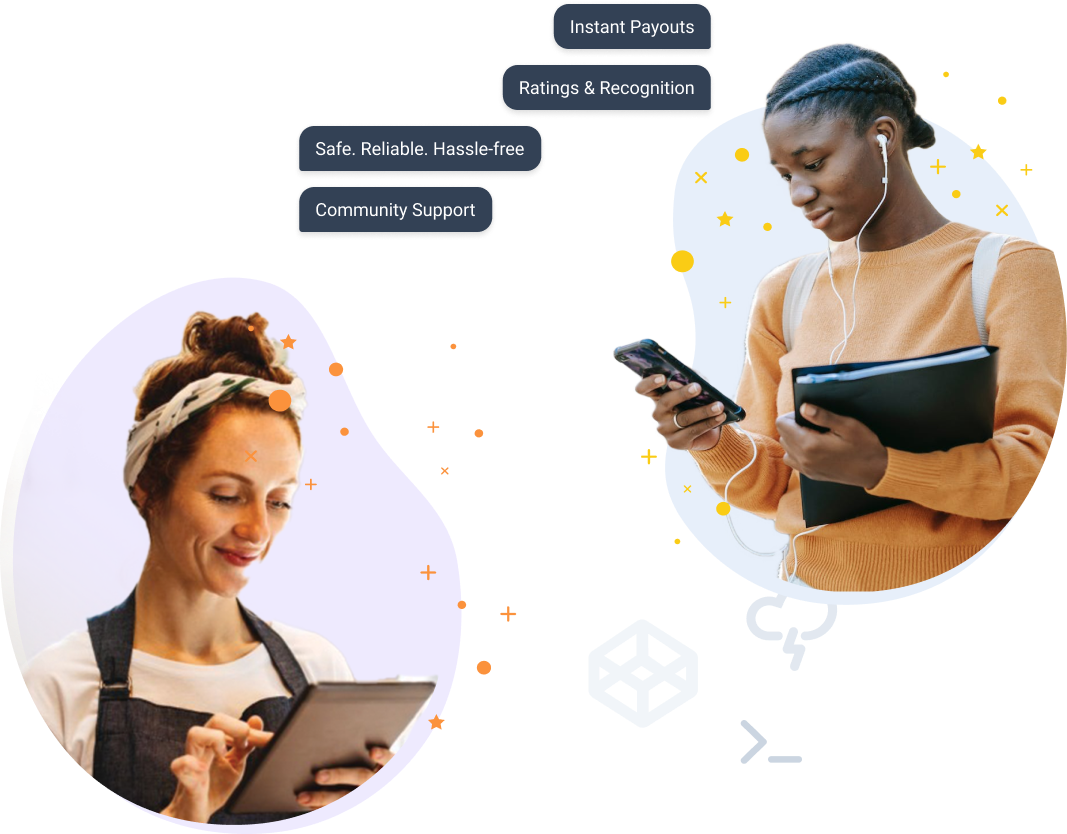 Instant Payouts
Ratings & Recognition
Safe. Reliable. Hassle-free
Community Support